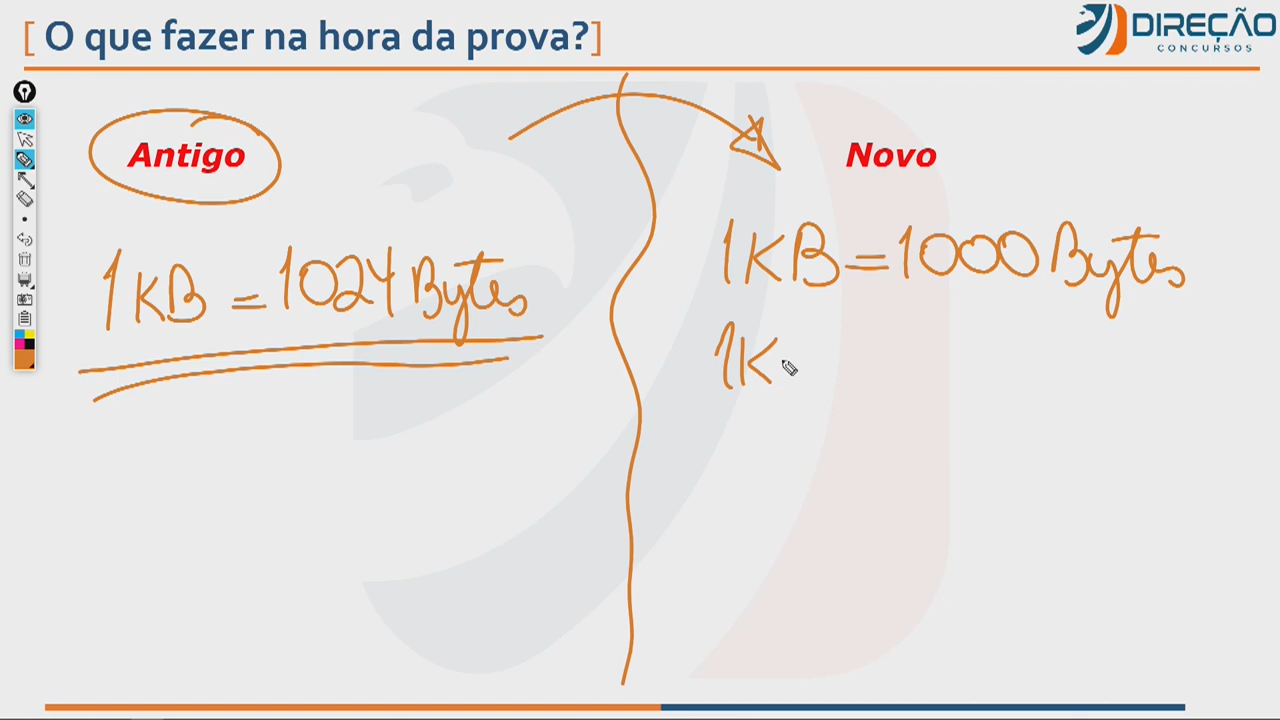 [ O que fazer na hora da prova?]
DIREÇÃO
CONCURSOS
Antigo
Novo
1KB = 1024 Bytes
1KB = 1000 Bytes
1K